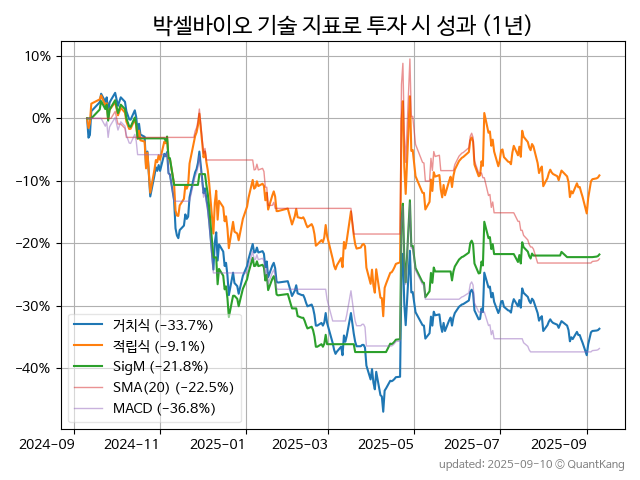 박셀바이오 기술 지표로 투자 시 성과 (1년)
10%
0%
−10%
−20%
−30%
−40%
거치식 (−33.7%)
적립식 (−9.1%)
SigM (−21.8%)
SMA(20) (−22.5%)
MACD (−36.8%)
2024-09
2024-11
2025-01
2025-03
2025-05
2025-07
2025-09
updated: 2025-09-10 © QuantKang